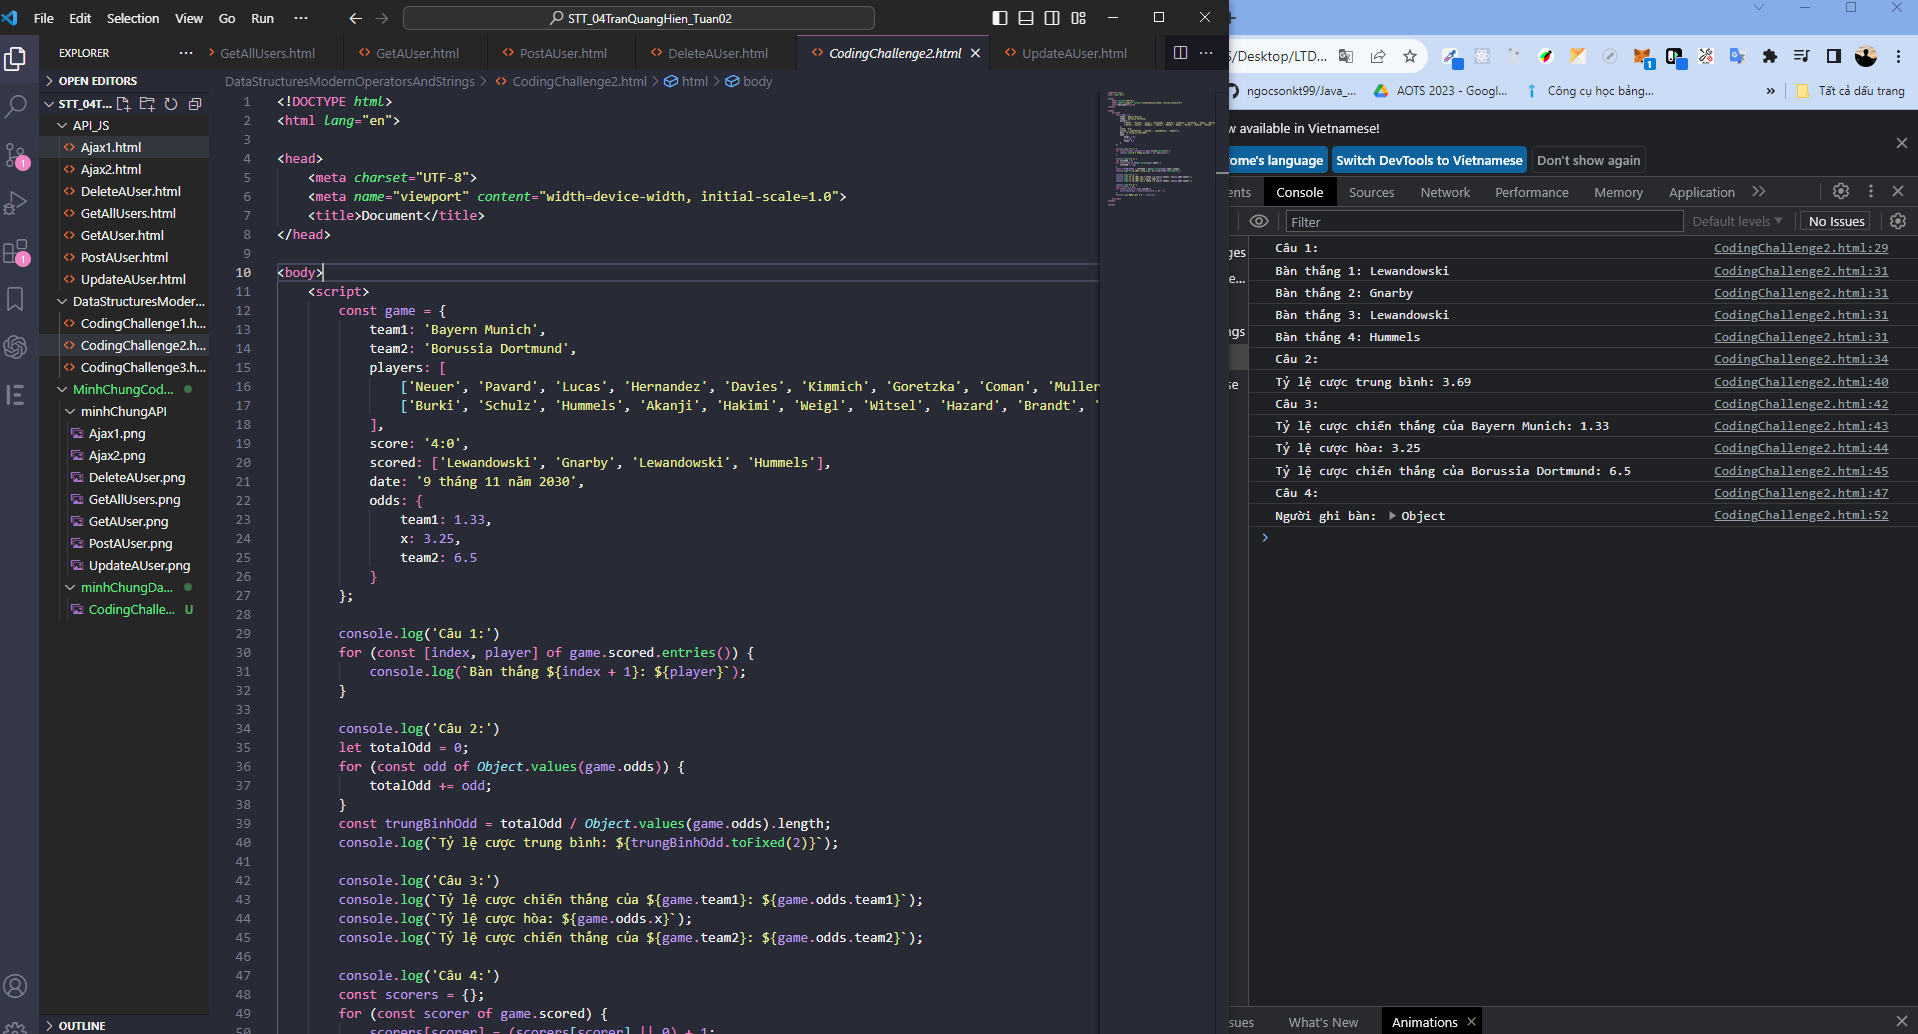 File Edit Selection View Go Run ··· STT_04TranQuangHien_Tuan02
EXPLORER ···
GetAllUsers.html GetAUser.html PostAUser.html DeleteAUser.html CodingChallenge2.html UpdateAUser.html ···
OPEN EDITORS
STT_04T...
API_JS
Ajax1.html
Ajax2.html
DeleteAUser.html
GetAllUsers.html
GetAUser.html
PostAUser.html
UpdateAUser.html
DataStructuresModer...
CodingChallenge1.h...
CodingChallenge2.h...
CodingChallenge3.h...
MinhChungCod...
minhChungAPI
Ajax1.png
Ajax2.png
DeleteAUser.png
GetAllUsers.png
GetAUser.png
PostAUser.png
UpdateAUser.png
minhChungDa...
CodingChalle... U
OUTLINE
1
1
DataStructuresModernOperatorsAndStrings > CodingChallenge2.html > html > body
1 <!DOCTYPE html>
2 <html lang="en">
3
4 <head>
5 <meta charset="UTF-8">
6 <meta name="viewport" content="width=device-width, initial-scale=1.0">
7 <title>Document</title>
8 </head>
9
10 <body>
11 <script>
12 const game = {
13 team1: 'Bayern Munich',
14 team2: 'Borussia Dortmund',
15 players: [
16 ['Neuer', 'Pavard', 'Lucas', 'Hernandez', 'Davies', 'Kimmich', 'Goretzka', 'Coman', 'Muller
17 ['Burki', 'Schulz', 'Hummels', 'Akanji', 'Hakimi', 'Weigl', 'Witsel', 'Hazard', 'Brandt', '
18 ],
19 score: '4:0',
20 scored: ['Lewandowski', 'Gnarby', 'Lewandowski', 'Hummels'],
21 date: '9 tháng 11 năm 2030',
22 odds: {
23 team1: 1.33,
24 x: 3.25,
25 team2: 6.5
26 }
27 };
28
29 console.log('Câu 1:')
30 for (const [index, player] of game.scored.entries()) {
31 console.log(`Bàn thắng ${index + 1}: ${player}`);
32 }
33
34 console.log('Câu 2:')
35 let totalOdd = 0;
36 for (const odd of Object.values(game.odds)) {
37 totalOdd += odd;
38 }
39 const trungBinhOdd = totalOdd / Object.values(game.odds).length;
40 console.log(`Tỷ lệ cược trung bình: ${trungBinhOdd.toFixed(2)}`);
41
42 console.log('Câu 3:')
43 console.log(`Tỷ lệ cược chiến thắng của ${game.team1}: ${game.odds.team1}`);
44 console.log(`Tỷ lệ cược hòa: ${game.odds.x}`);
45 console.log(`Tỷ lệ cược chiến thắng của ${game.team2}: ${game.odds.team2}`);
46
47 console.log('Câu 4:')
48 const scorers = {};
49 for (const scorer of game.scored) {
50 scorers[scorer] = (scorers[scorer] || 0) + 1;
S/Desktop/LTD...
1
ngocsonkt99/Java_... AOTS 2023 - Googl... Công cụ học bảng... » Tất cả dấu trang
w available in Vietnamese!
ome's language Switch DevTools to Vietnamese Don't show again
ents Console Sources Network Performance Memory Application
Filter Default levels No Issues
ges
e...
ngs
se
Câu 1: CodingChallenge2.html:29
Bàn thắng 1: Lewandowski CodingChallenge2.html:31
Bàn thắng 2: Gnarby CodingChallenge2.html:31
Bàn thắng 3: Lewandowski CodingChallenge2.html:31
Bàn thắng 4: Hummels CodingChallenge2.html:31
Câu 2: CodingChallenge2.html:34
Tỷ lệ cược trung bình: 3.69 CodingChallenge2.html:40
Câu 3: CodingChallenge2.html:42
Tỷ lệ cược chiến thắng của Bayern Munich: 1.33 CodingChallenge2.html:43
Tỷ lệ cược hòa: 3.25 CodingChallenge2.html:44
Tỷ lệ cược chiến thắng của Borussia Dortmund: 6.5 CodingChallenge2.html:45
Câu 4: CodingChallenge2.html:47
Người ghi bàn: Object CodingChallenge2.html:52
sues What's New Animations